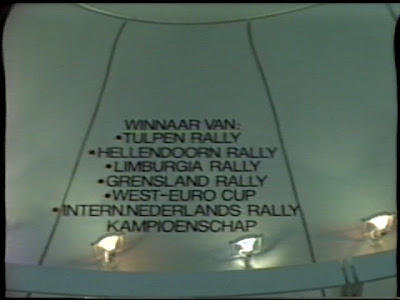 WINNAAR VAN:
•TULPEN RALLY
•HELLENDOORN RALLY
•LIMBURGIA RALLY
•GRENSLAND RALLY
•WEST-EURO CUP
•INTERN.NEDERLANDS RALLY
KAMPIOENSCHAP